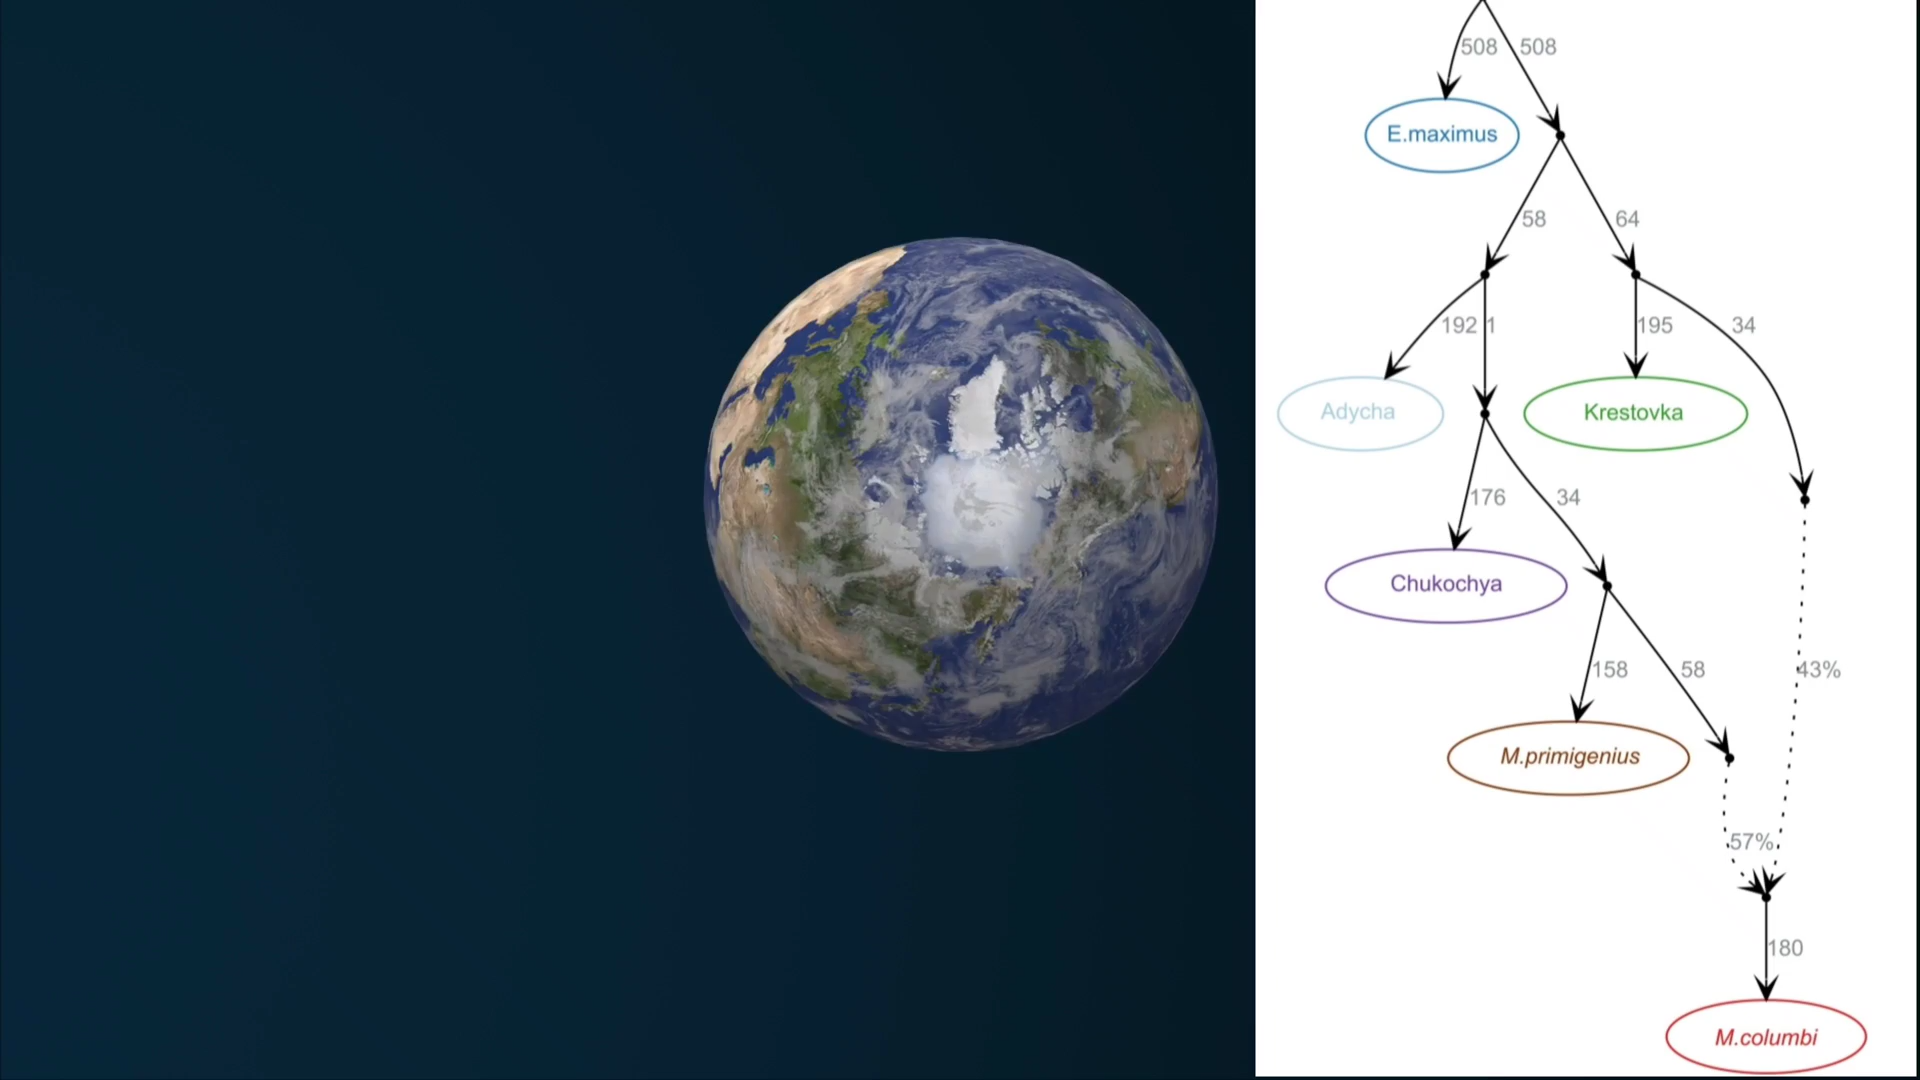 508 508
E.maximus
58 64
192 1 195 34
Adycha Krestovka
176 34
Chukochya
158 58 43%
M.primigenius
57%
180
M.columbi